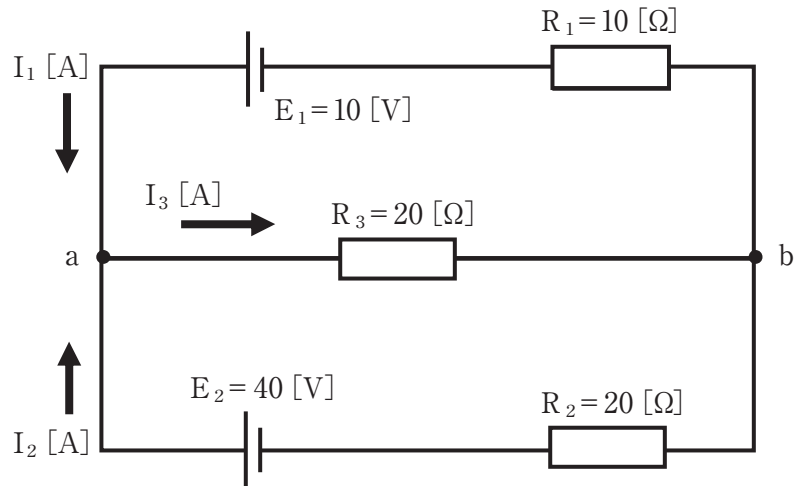 R₁=10 [Ω]
I₁ [A]
E₁=10 [V]
I₃ [A]
R₃=20 [Ω]
a
b
E₂=40 [V]
R₂=20 [Ω]
I₂ [A]